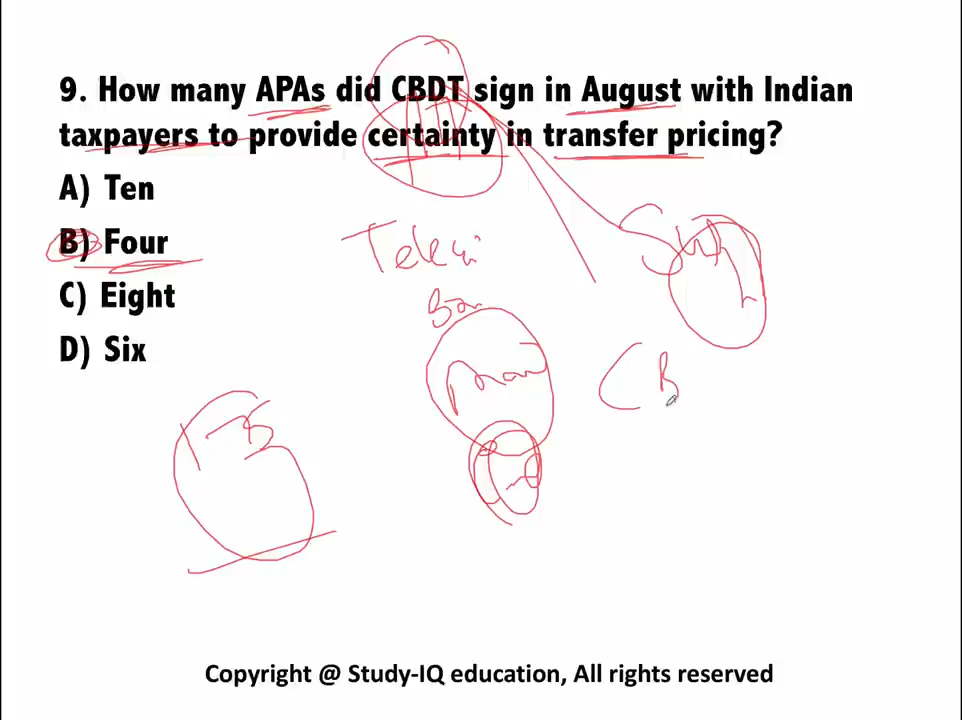 9. How many APAs did CBDT sign in August with Indian
taxpayers to provide certainty in transfer pricing?
A) Ten
B) Four
C) Eight
D) Six
CB
Copyright @ Study-IQ education, All rights reserved